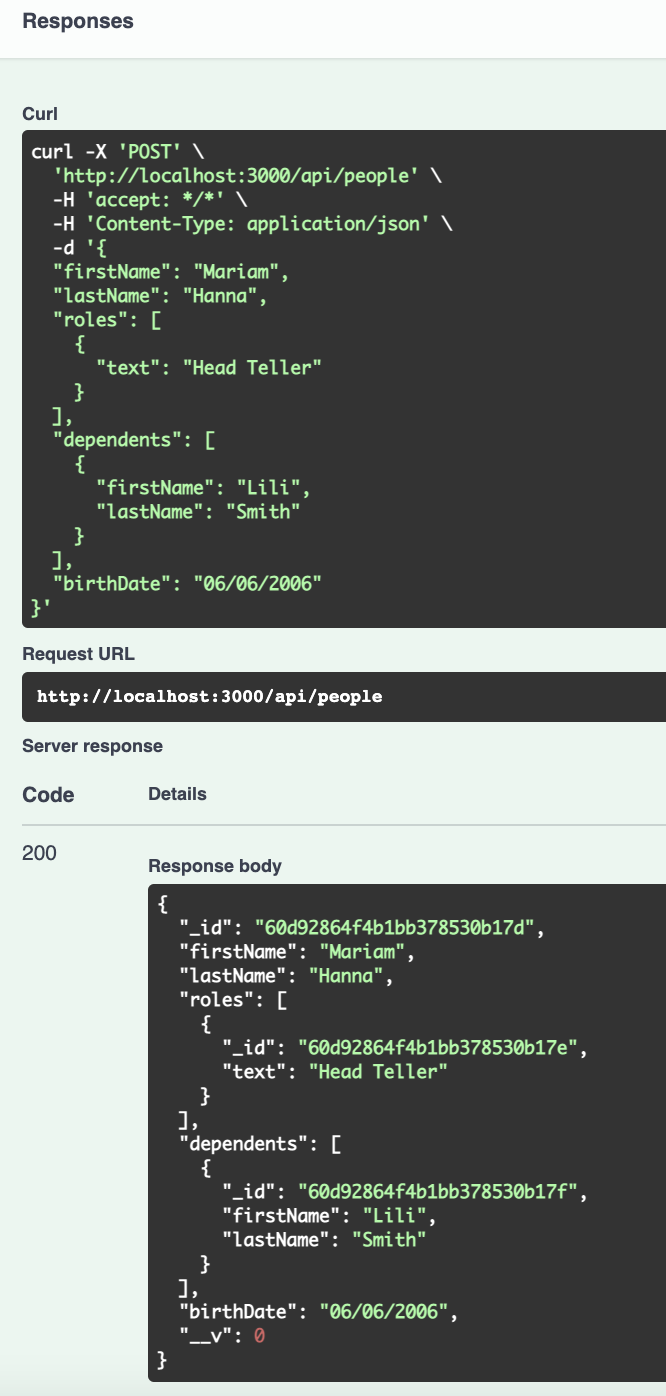 Responses
Curl
curl -X 'POST' \
  'http://localhost:3000/api/people' \
  -H 'accept: */*' \
  -H 'Content-Type: application/json' \
  -d '{
  "firstName": "Mariam",
  "lastName": "Hanna",
  "roles": [
    {
      "text": "Head Teller"
    }
  ],
  "dependents": [
    {
      "firstName": "Lili",
      "lastName": "Smith"
    }
  ],
  "birthDate": "06/06/2006"
}'
Request URL
http://localhost:3000/api/people
Server response
Code Details
200
Response body
{
  "_id": "60d92864f4b1bb378530b17d",
  "firstName": "Mariam",
  "lastName": "Hanna",
  "roles": [
    {
      "_id": "60d92864f4b1bb378530b17e",
      "text": "Head Teller"
    }
  ],
  "dependents": [
    {
      "_id": "60d92864f4b1bb378530b17f",
      "firstName": "Lili",
      "lastName": "Smith"
    }
  ],
  "birthDate": "06/06/2006",
  "__v": 0
}